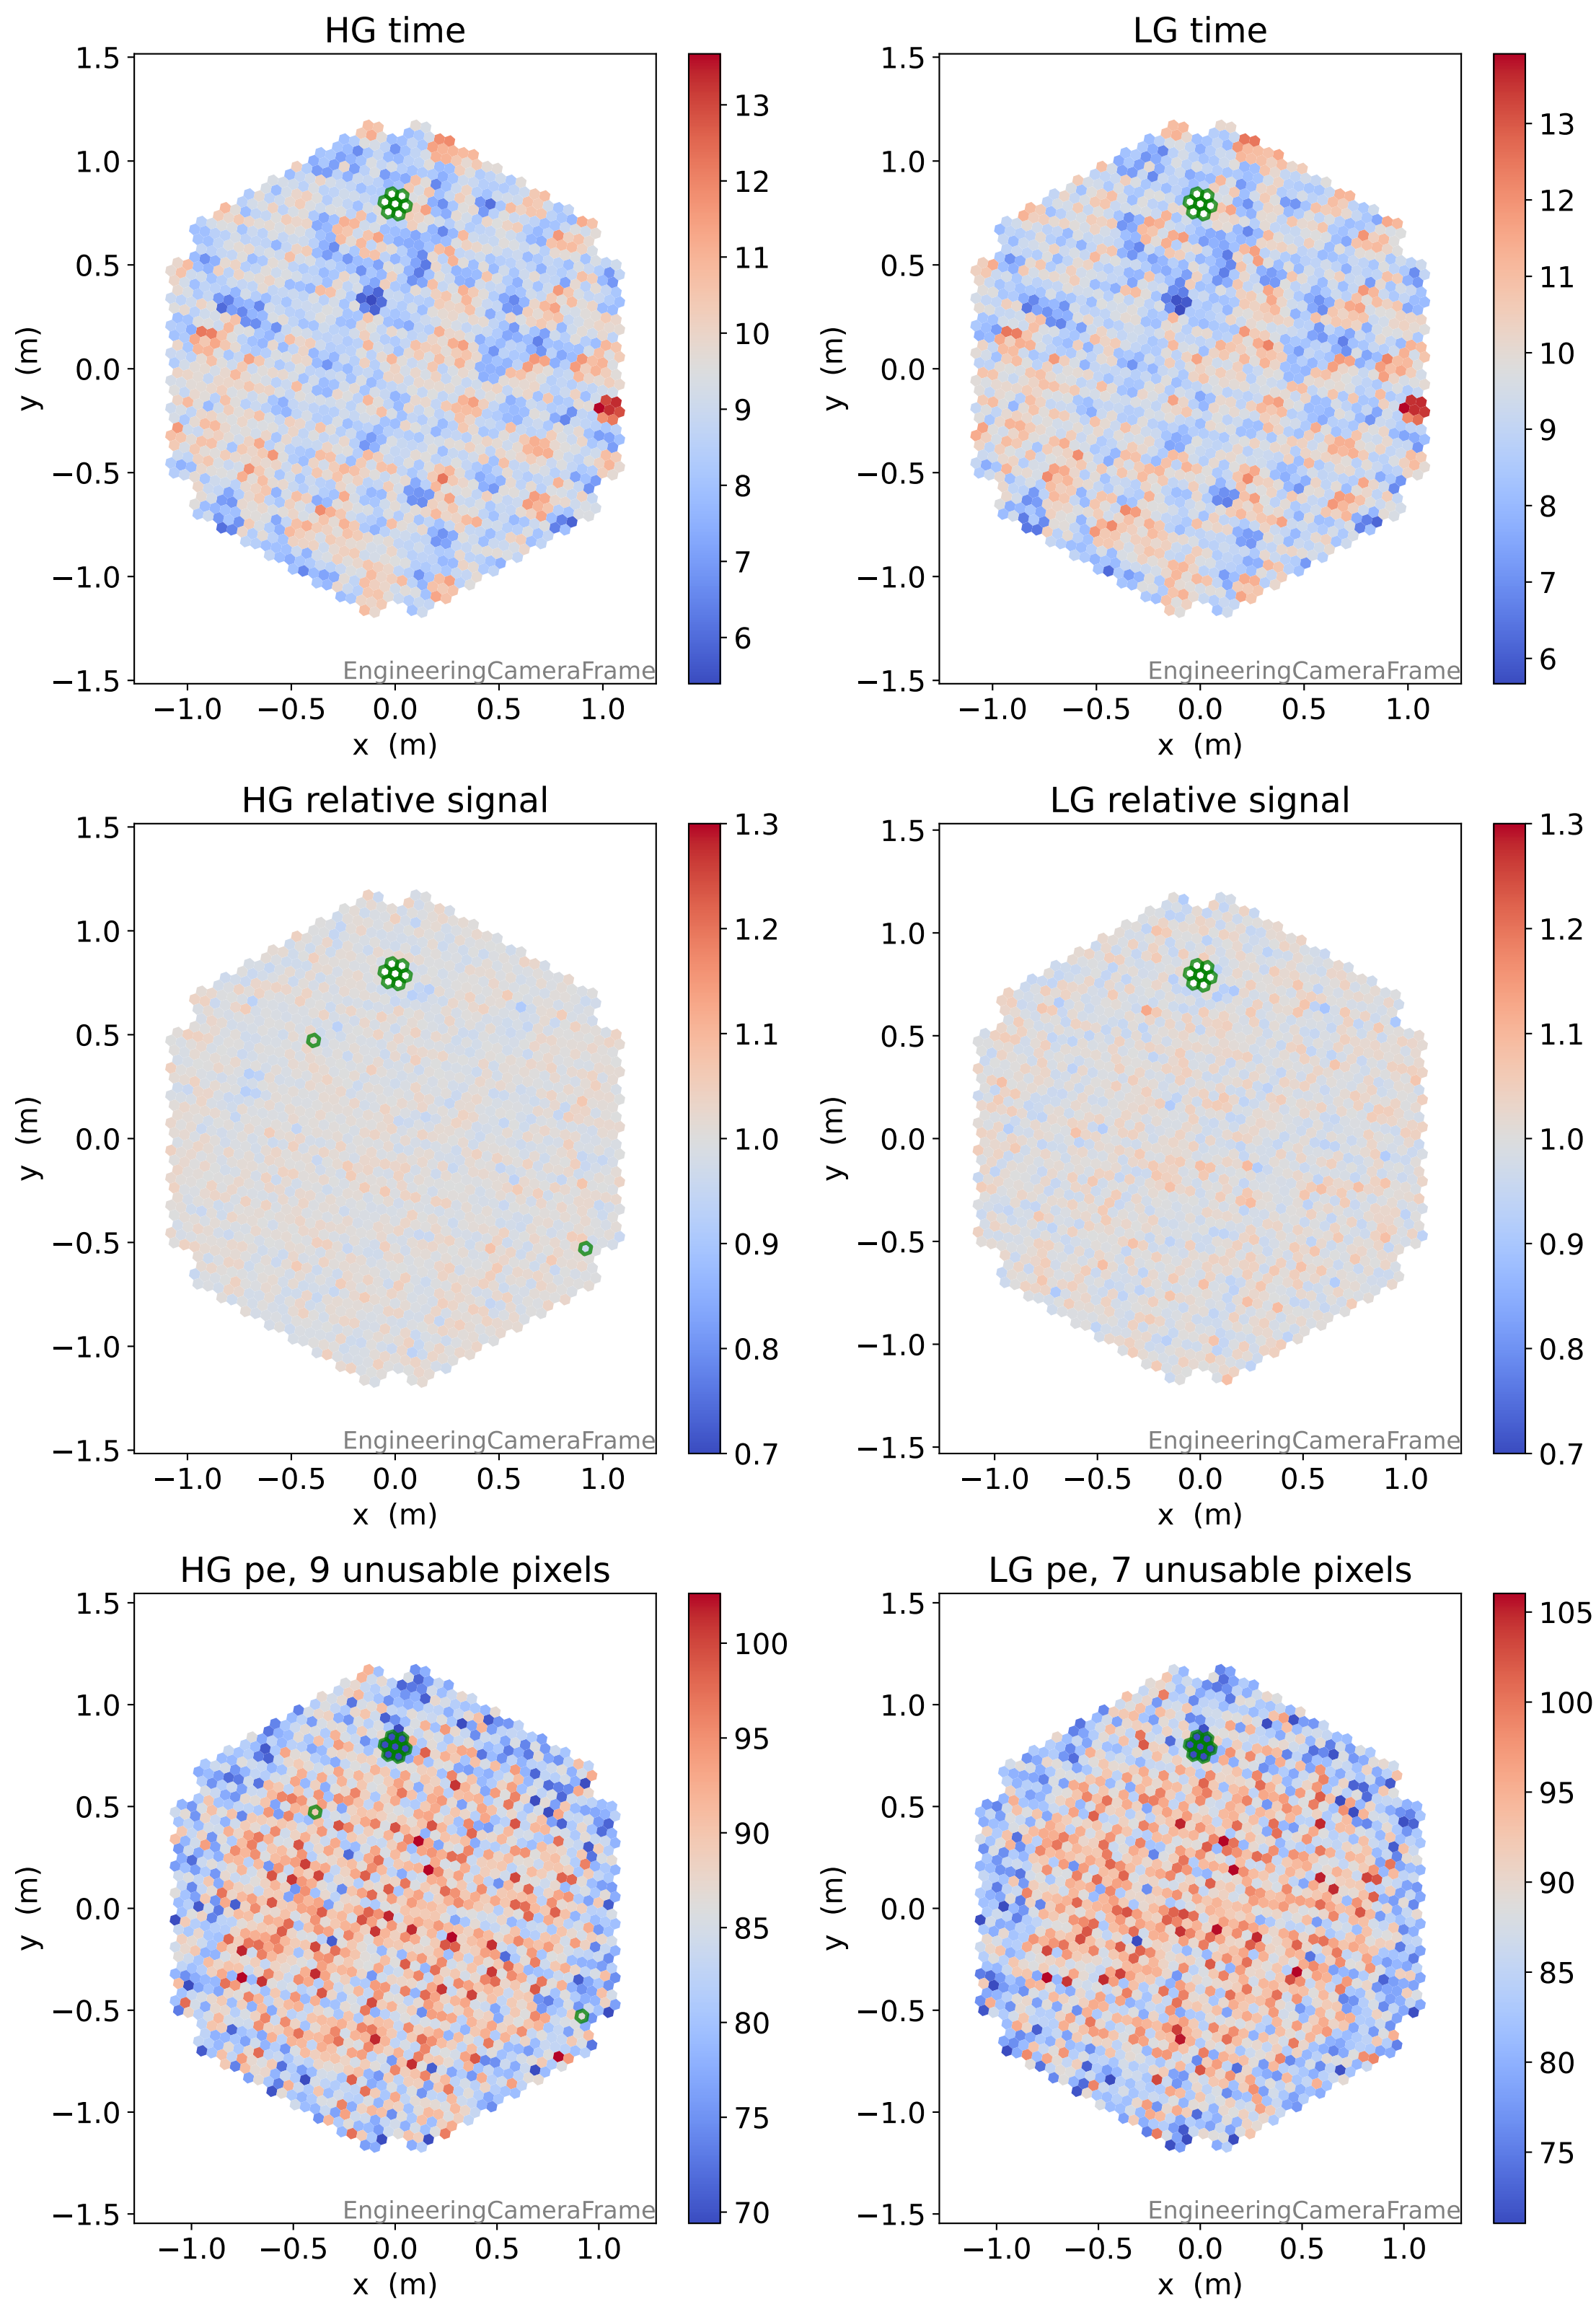 HG time
LG time
1.5
1.0
0.5
0.0
−0.5
−1.0
−1.5
y (m)
−1.0 −0.5 0.0 0.5 1.0
x (m)
EngineeringCameraFrame
13
12
11
10
9
8
7
6
1.5
1.0
0.5
0.0
−0.5
−1.0
−1.5
y (m)
−1.0 −0.5 0.0 0.5 1.0
x (m)
EngineeringCameraFrame
13
12
11
10
9
8
7
6
HG relative signal
LG relative signal
1.5
1.0
0.5
0.0
−0.5
−1.0
−1.5
y (m)
−1.0 −0.5 0.0 0.5 1.0
x (m)
EngineeringCameraFrame
1.3
1.2
1.1
1.0
0.9
0.8
0.7
1.5
1.0
0.5
0.0
−0.5
−1.0
−1.5
y (m)
−1.0 −0.5 0.0 0.5 1.0
x (m)
EngineeringCameraFrame
1.3
1.2
1.1
1.0
0.9
0.8
0.7
HG pe, 9 unusable pixels
LG pe, 7 unusable pixels
1.5
1.0
0.5
0.0
−0.5
−1.0
−1.5
y (m)
−1.0 −0.5 0.0 0.5 1.0
x (m)
EngineeringCameraFrame
100
95
90
85
80
75
70
1.5
1.0
0.5
0.0
−0.5
−1.0
−1.5
y (m)
−1.0 −0.5 0.0 0.5 1.0
x (m)
EngineeringCameraFrame
105
100
95
90
85
80
75